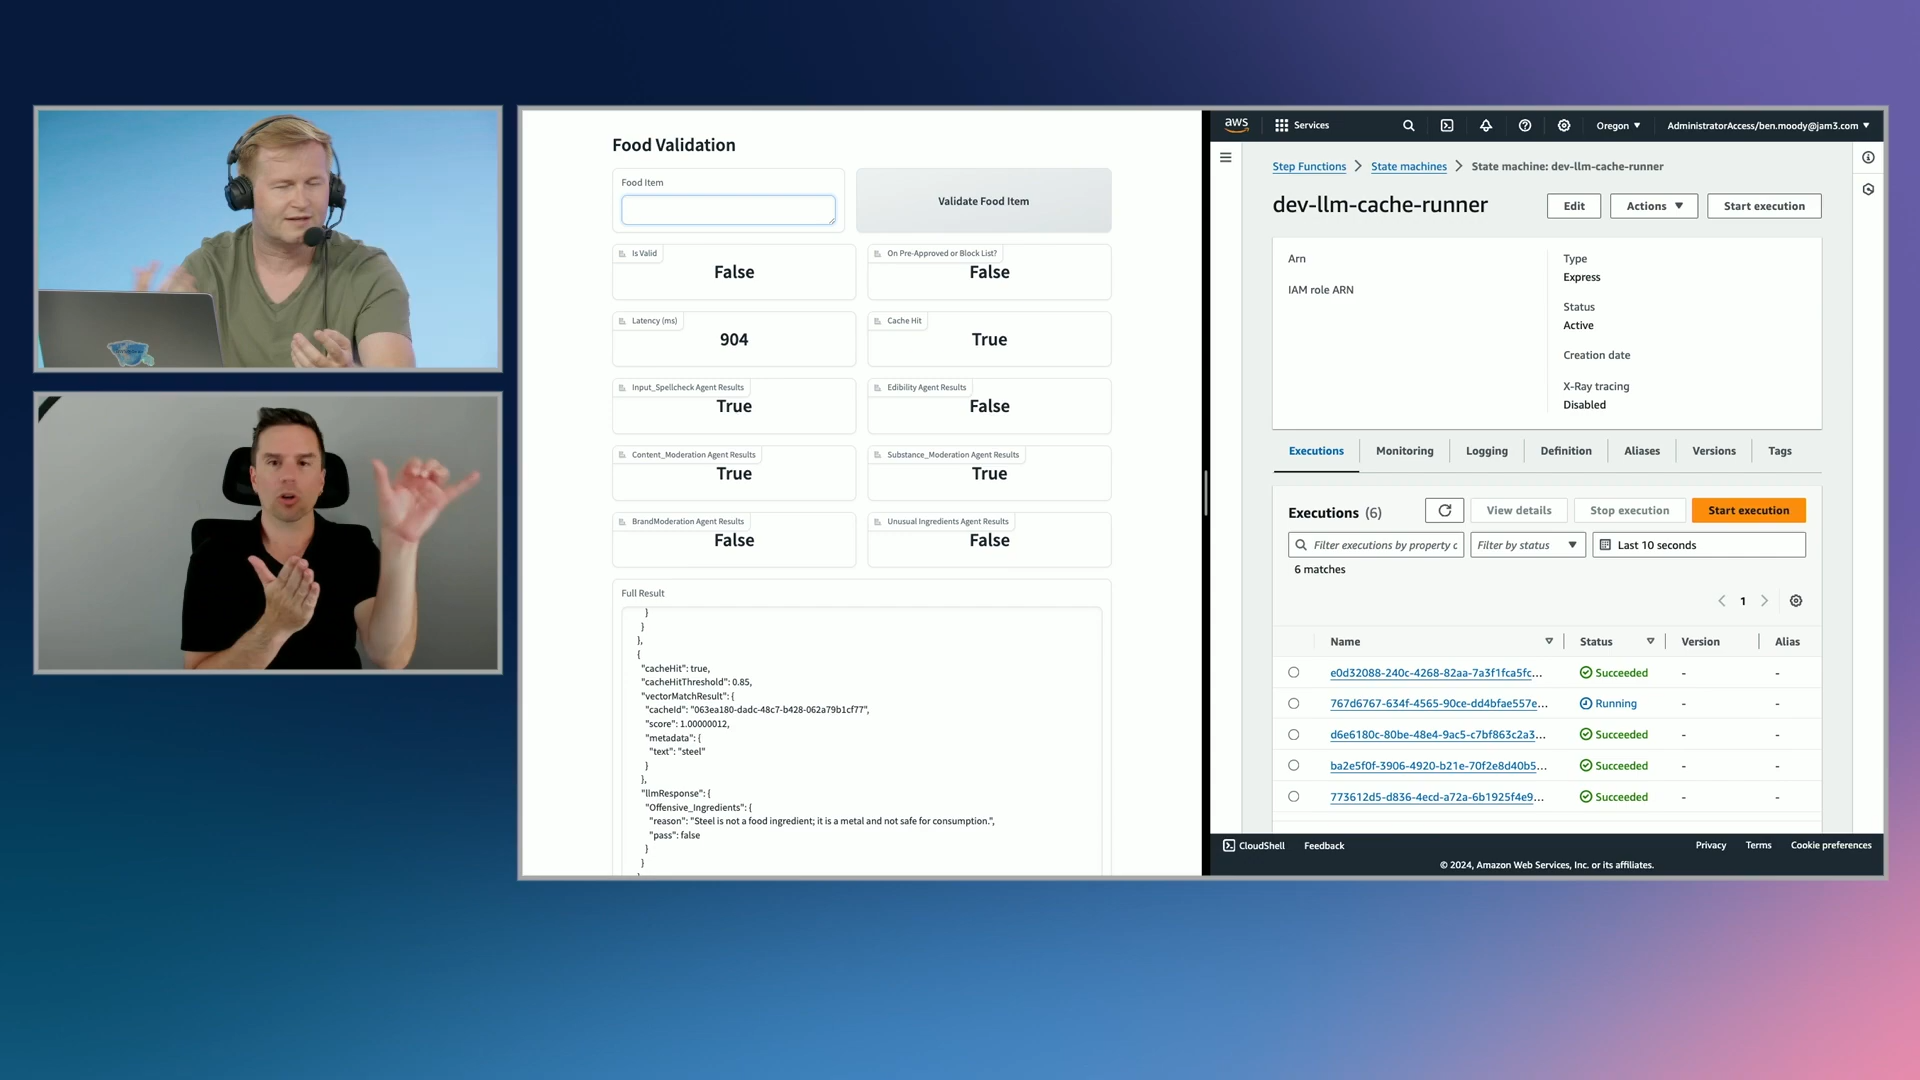 Food Validation
Food Item
Validate Food Item
Is Valid
False
On Pre-Approved or Block List?
False
Latency (ms)
904
Cache Hit
True
Input_Spellcheck Agent Results
True
Edibility Agent Results
False
Content_Moderation Agent Results
True
Substance_Moderation Agent Results
True
BrandModeration Agent Results
False
Unusual Ingredients Agent Results
False
Full Result
}
}
},
{
"cacheHit": true,
"cacheHitThreshold": 0.85,
"vectorMatchResult": {
"cacheId": "063ea180-dadc-48c7-b428-062a79b1cf77",
"score": 1.00000012,
"metadata": {
"text": "steel"
}
},
"llmResponse": {
"Offensive_Ingredients": {
"reason": "Steel is not a food ingredient; it is a metal and not safe for consumption.",
"pass": false
}
}
aws
Services
Oregon
AdministratorAccess/ben.moody@jam3.com
Step Functions
State machines
State machine: dev-llm-cache-runner
dev-llm-cache-runner
Edit
Actions
Start execution
Arn
IAM role ARN
Type
Express
Status
Active
Creation date
X-Ray tracing
Disabled
Executions
Monitoring
Logging
Definition
Aliases
Versions
Tags
Executions (6)
View details
Stop execution
Start execution
Filter executions by property c
Filter by status
Last 10 seconds
6 matches
1
Name
Status
Version
Alias
e0d32088-240c-4268-82aa-7a3f1fca5fc...
Succeeded
-
-
767d6767-634f-4565-90ce-dd4bfae557e...
Running
-
-
d6e6180c-80be-48e4-9ac5-c7bf863c2a3...
Succeeded
-
-
ba2e5f0f-3906-4920-b21e-70f2e8d40b5...
Succeeded
-
-
773612d5-d836-4ecd-a72a-6b1925f4e9...
Succeeded
-
-
CloudShell
Feedback
Privacy
Terms
Cookie preferences
© 2024, Amazon Web Services, Inc. or its affiliates.